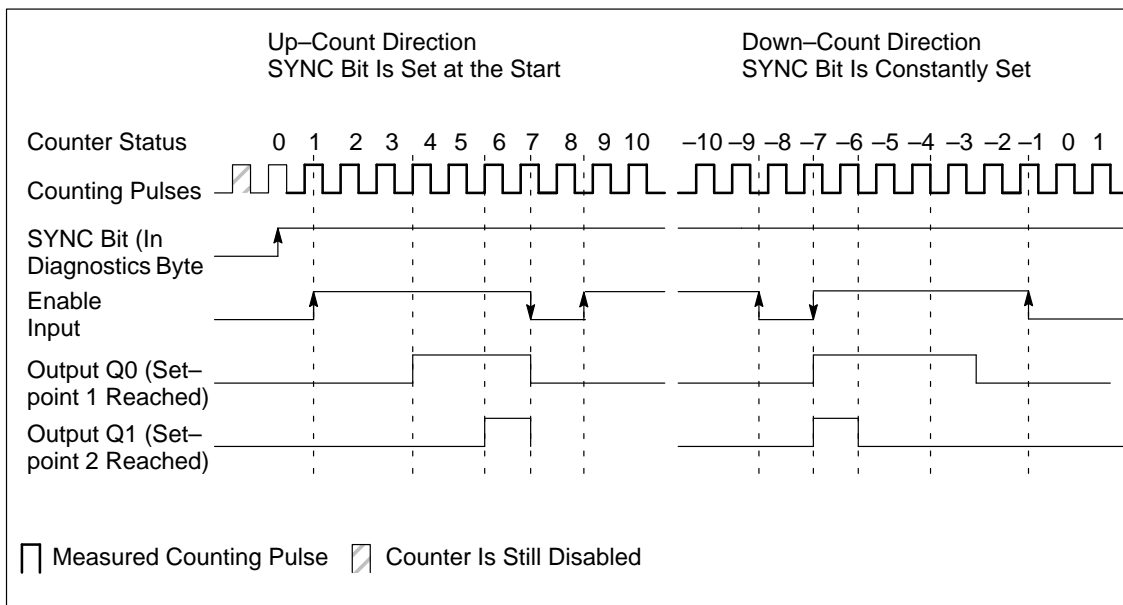 Up–Count Direction
SYNC Bit Is Set at the Start
Down–Count Direction
SYNC Bit Is Constantly Set
Counter Status 0 1 2 3 4 5 6 7 8 9 10 –10 –9 –8 –7 –6 –5 –4 –3 –2 –1 0 1
Counting Pulses
SYNC Bit (In
Diagnostics Byte
Enable
Input
Output Q0 (Set–
point 1 Reached)
Output Q1 (Set–
point 2 Reached)
Measured Counting Pulse Counter Is Still Disabled